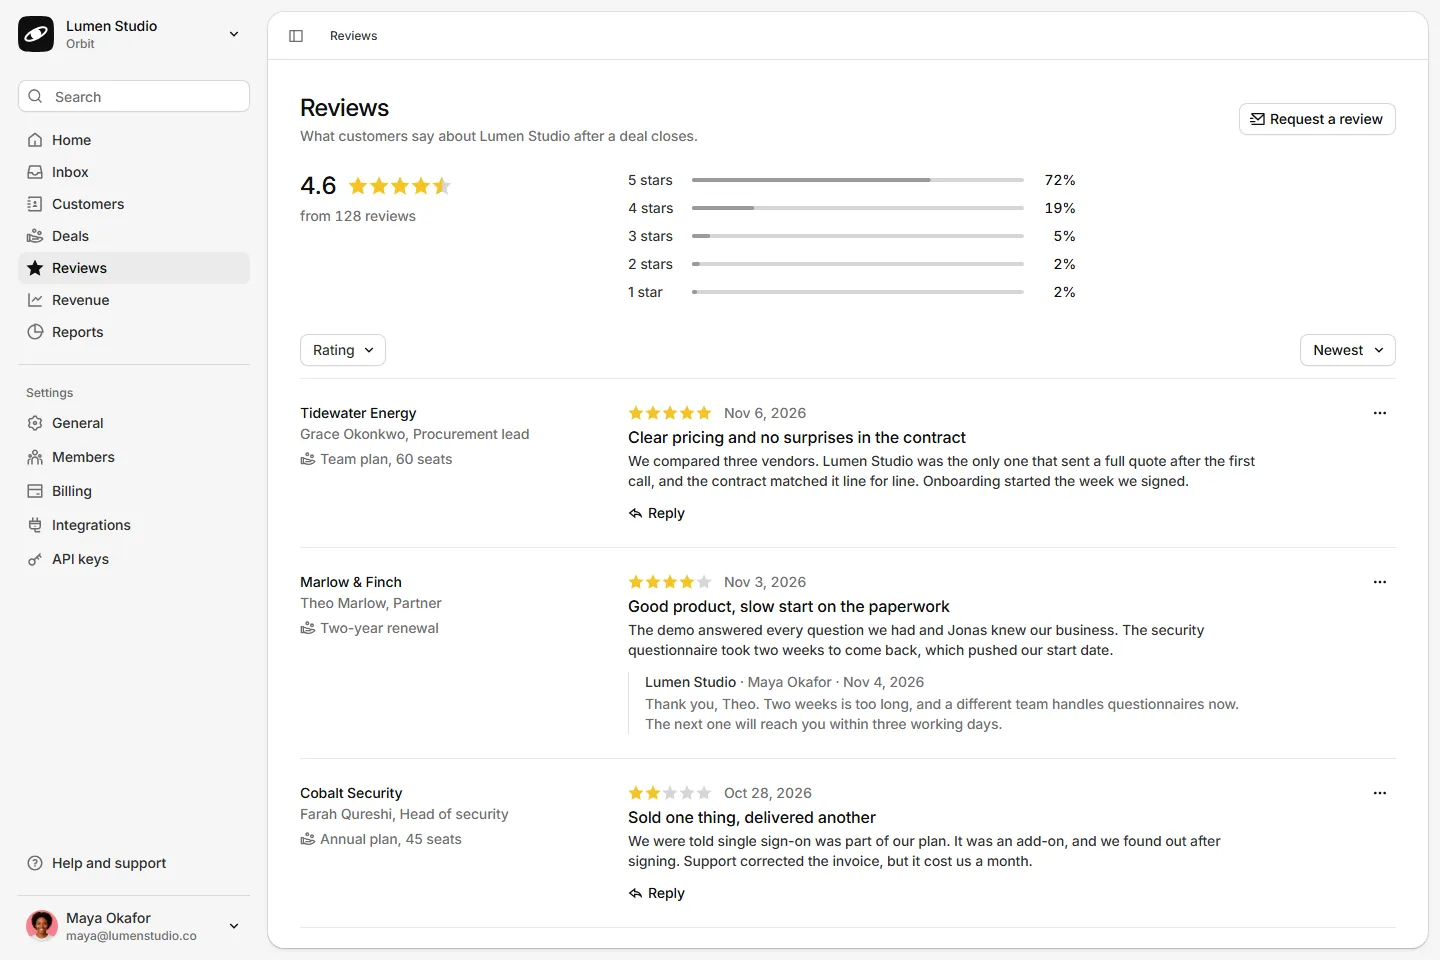 Lumen Studio
Orbit
Search
Home
Inbox
Customers
Deals
Reviews
Revenue
Reports
Settings
General
Members
Billing
Integrations
API keys
Help and support
Maya Okafor
maya@lumenstudio.co
Reviews
Reviews
What customers say about Lumen Studio after a deal closes.
Request a review
4.6
from 128 reviews
5 stars 72%
4 stars 19%
3 stars 5%
2 stars 2%
1 star 2%
Rating
Newest
Tidewater Energy
Grace Okonkwo, Procurement lead
Team plan, 60 seats
Nov 6, 2026
Clear pricing and no surprises in the contract
We compared three vendors. Lumen Studio was the only one that sent a full quote after the first
call, and the contract matched it line for line. Onboarding started the week we signed.
Reply
Marlow & Finch
Theo Marlow, Partner
Two-year renewal
Nov 3, 2026
Good product, slow start on the paperwork
The demo answered every question we had and Jonas knew our business. The security
questionnaire took two weeks to come back, which pushed our start date.
Lumen Studio · Maya Okafor · Nov 4, 2026
Thank you, Theo. Two weeks is too long, and a different team handles questionnaires now.
The next one will reach you within three working days.
Cobalt Security
Farah Qureshi, Head of security
Annual plan, 45 seats
Oct 28, 2026
Sold one thing, delivered another
We were told single sign-on was part of our plan. It was an add-on, and we found out after
signing. Support corrected the invoice, but it cost us a month.
Reply